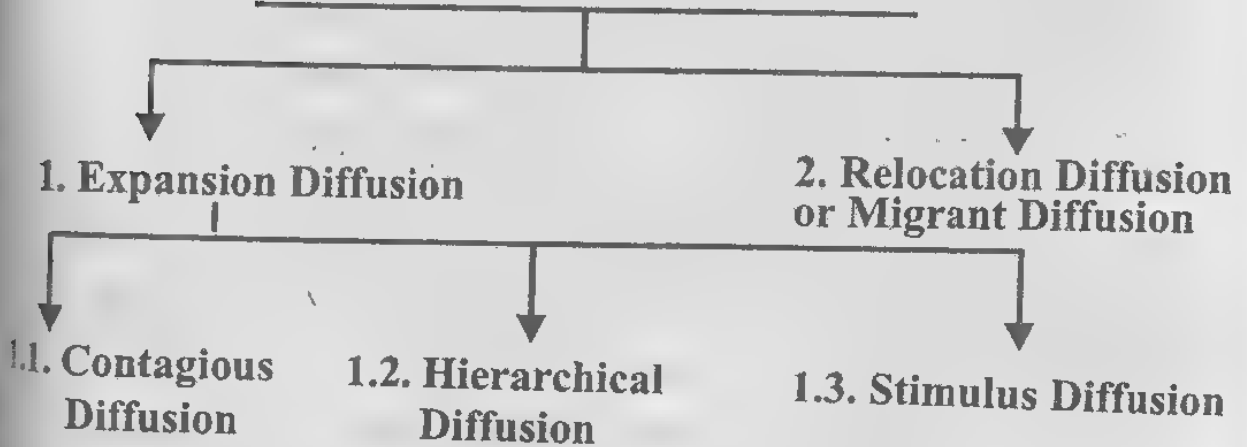 1. Expansion Diffusion
2. Relocation Diffusion
or Migrant Diffusion
1.1. Contagious
Diffusion
1.2. Hierarchical
Diffusion
1.3. Stimulus Diffusion